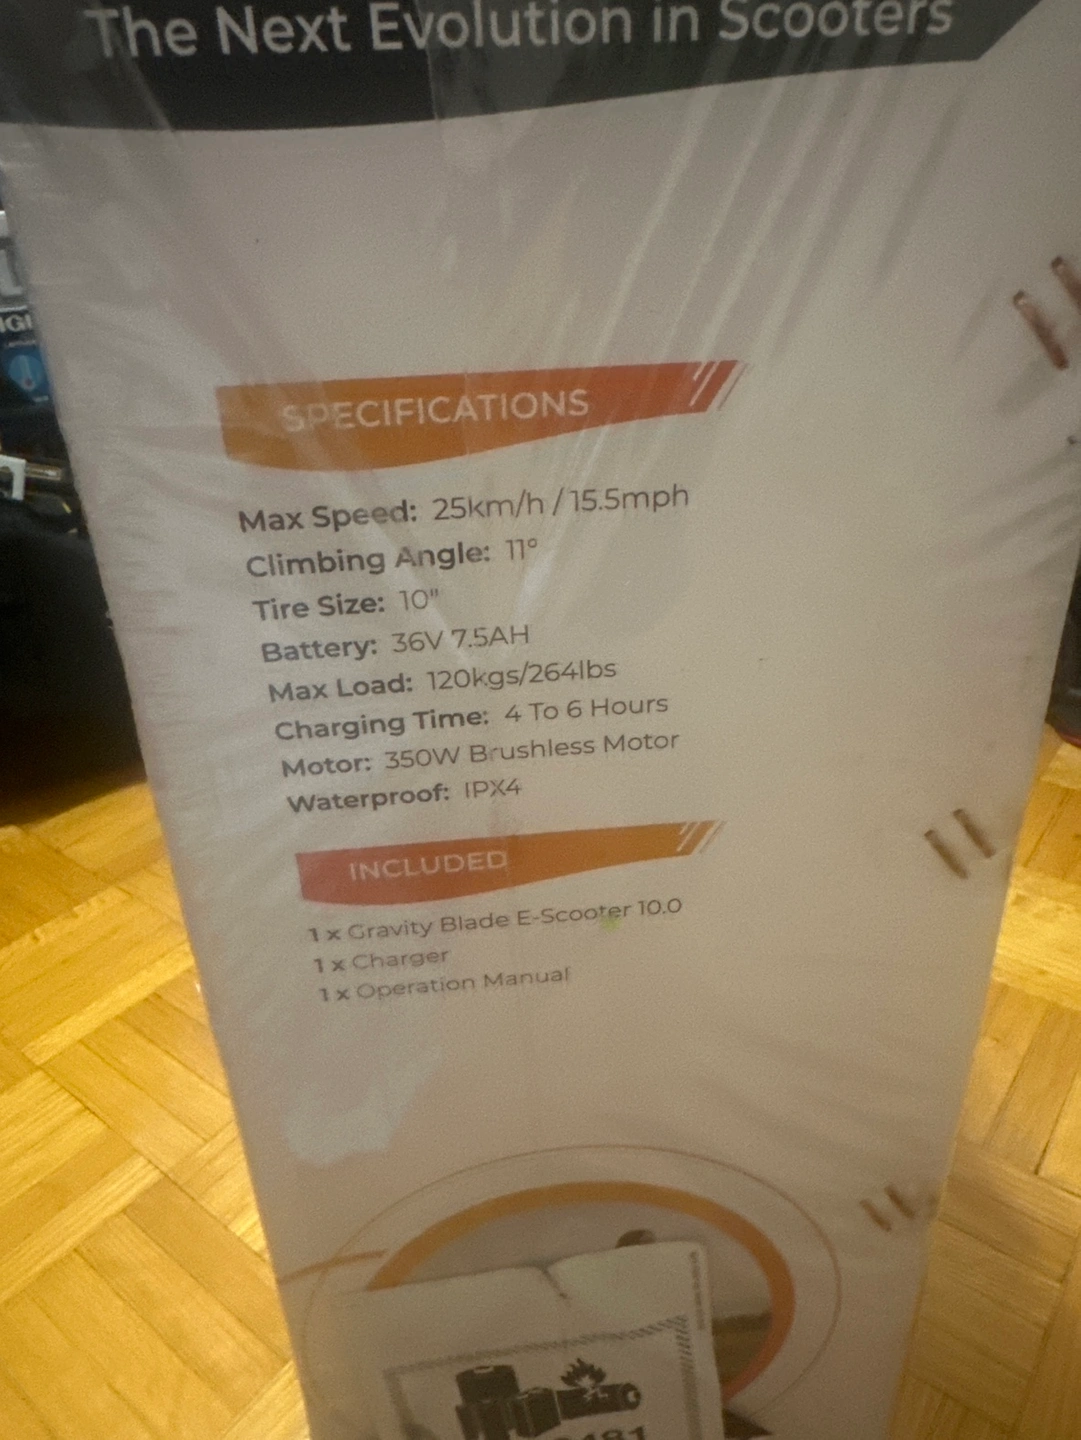 The Next Evolution in Scooters
SPECIFICATIONS
Max Speed: 25km/h / 15.5mph
Climbing Angle: 11°
Tire Size: 10"
Battery: 36V 7.5AH
Max Load: 120kgs/264lbs
Charging Time: 4 To 6 Hours
Motor: 350W Brushless Motor
Waterproof: IPX4
INCLUDED
1 x Gravity Blade E-Scooter 10.0
1 x Charger
1 x Operation Manual